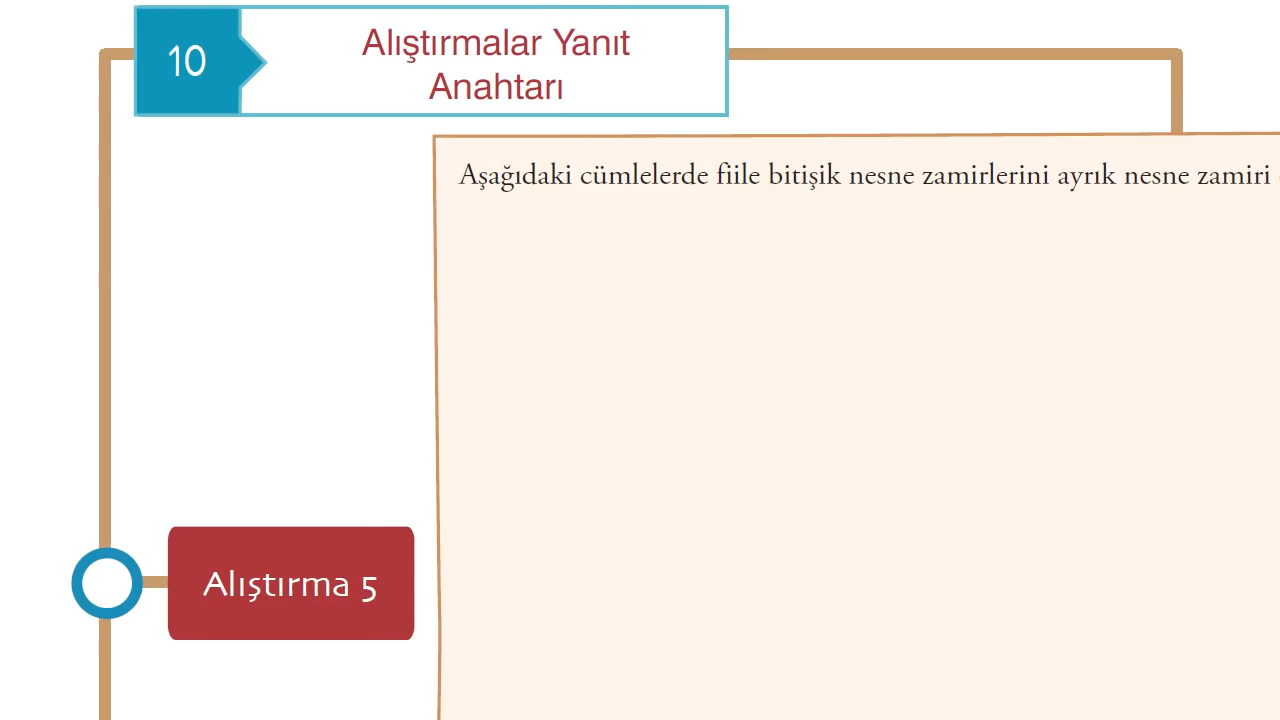 10
Alıştırmalar Yanıt
Anahtarı
Aşağıdaki cümlelerde fiile bitişik nesne zamirlerini ayrık nesne zamiri
Alıştırma 5